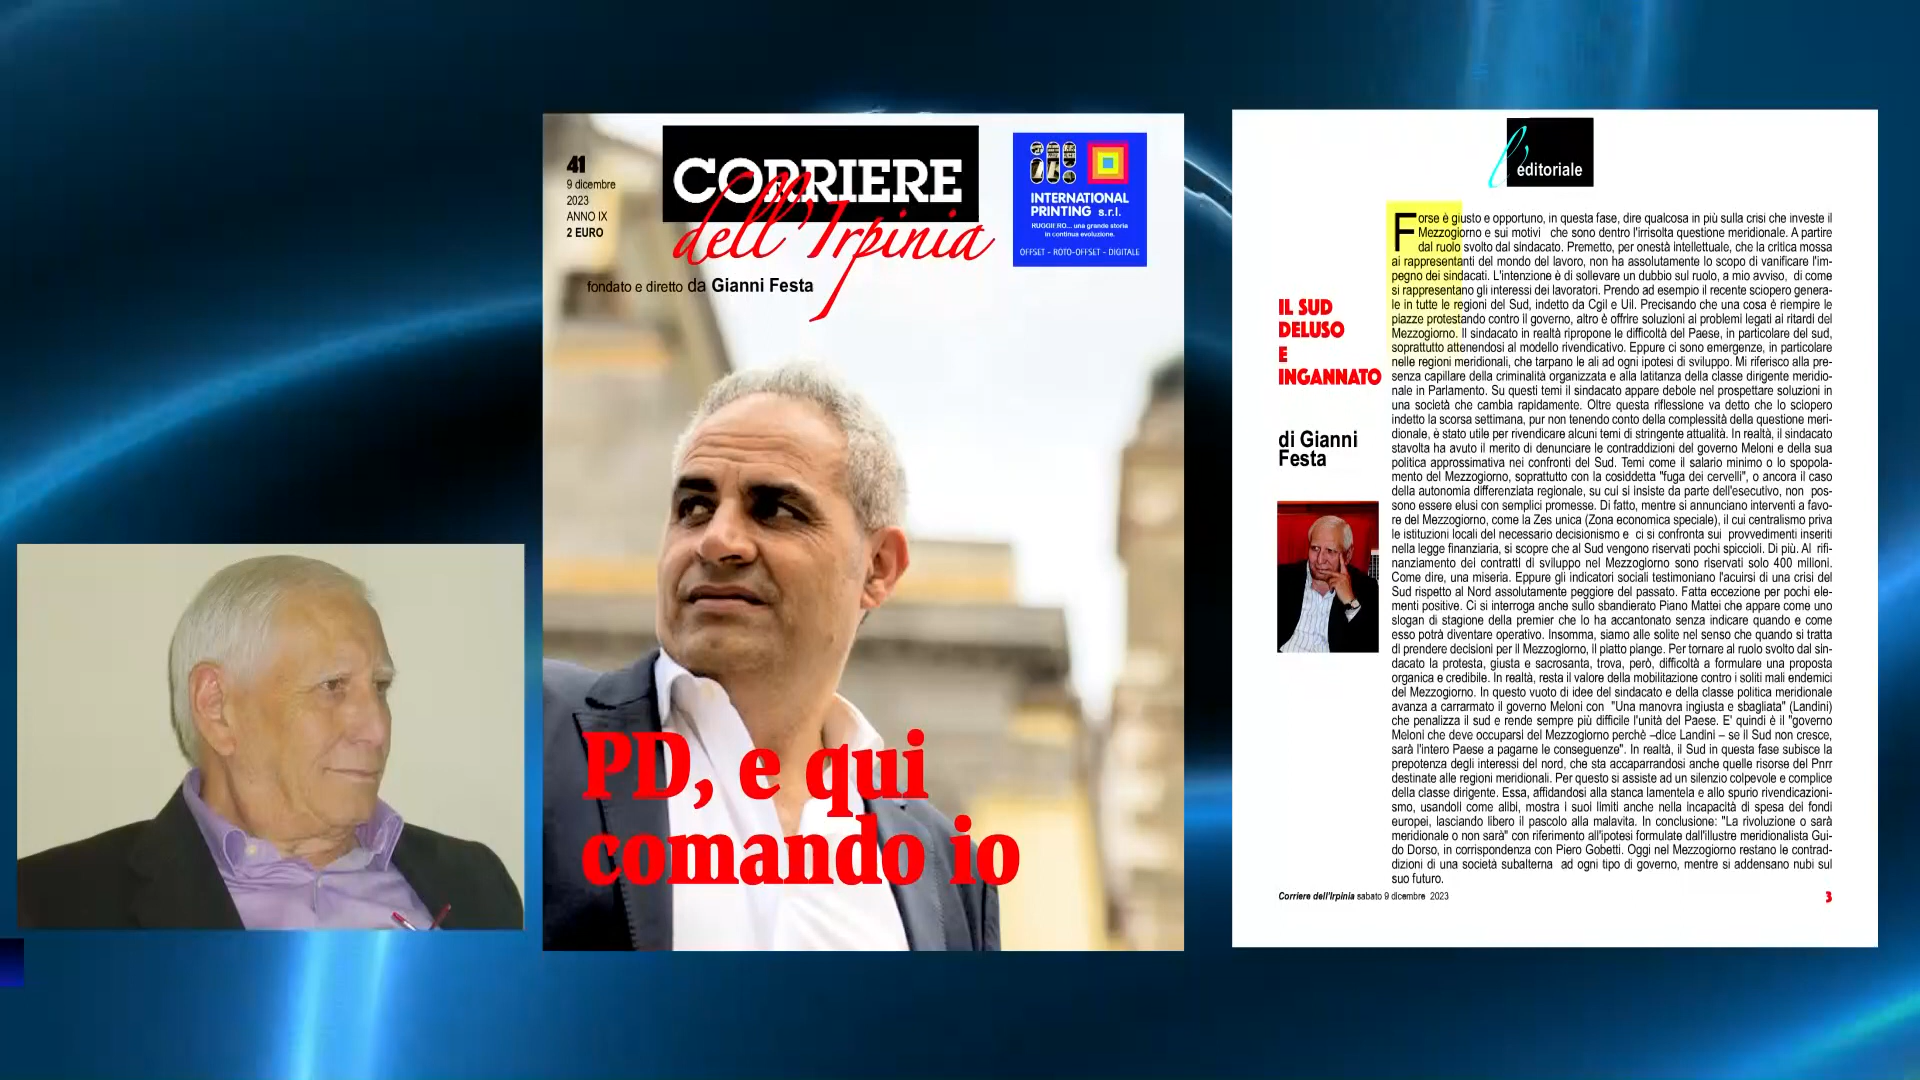 41
9 dicembre
2023
ANNO IX
2 EURO
CORRIERE
dell'Irpinia
fondato e diretto da Gianni Festa
INTERNATIONAL
PRINTING s.r.l.
RUGGIERO... una grande storia
in continua evoluzione.
OFFSET - ROTO-OFFSET - DIGITALE
PD, e qui
comando io
l'editoriale
IL SUD
DELUSO
E
INGANNATO
di Gianni
Festa
Forse è giusto e opportuno, in questa fase, dire qualcosa in più sulla crisi che investe il
Mezzogiorno e sui motivi che sono dentro l'irrisolta questione meridionale. A partire
dal ruolo svolto dal sindacato. Premetto, per onestà intellettuale, che la critica mossa
ai rappresentanti del mondo del lavoro, non ha assolutamente lo scopo di vanificare l'im-
pegno dei sindacati. L'intenzione è di sollevare un dubbio sul ruolo, a mio avviso, di come
si rappresentano gli interessi dei lavoratori. Prendo ad esempio il recente sciopero genera-
le in tutte le regioni del Sud, indetto da Cgil e Uil. Precisando che una cosa è riempire le
piazze protestando contro il governo, altro è offrire soluzioni ai problemi legati ai ritardi del
Mezzogiorno. Il sindacato in realtà ripropone le difficoltà del Paese, in particolare del sud,
soprattutto attenendosi al modello rivendicativo. Eppure ci sono emergenze, in particolare
nelle regioni meridionali, che tarpano le ali ad ogni ipotesi di sviluppo. Mi riferisco alla pre-
senza capillare della criminalità organizzata e alla latitanza della classe dirigente meridio-
nale in Parlamento. Su questi temi il sindacato appare debole nel prospettare soluzioni in
una società che cambia rapidamente. Oltre questa riflessione va detto che lo sciopero
indetto la scorsa settimana, pur non tenendo conto della complessità della questione meri-
dionale, è stato utile per rivendicare alcuni temi di stringente attualità. In realtà, il sindacato
stavolta ha avuto il merito di denunciare le contraddizioni del governo Meloni e della sua
politica approssimativa nei confronti del Sud. Temi come il salario minimo o lo spopola-
mento del Mezzogiorno, soprattutto con la cosiddetta "fuga dei cervelli", o ancora il caso
della autonomia differenziata regionale, su cui si insiste da parte dell'esecutivo, non pos-
sono essere elusi con semplici promesse. Di fatto, mentre si annunciano interventi a favo-
re del Mezzogiorno, come la Zes unica (Zona economica speciale), il cui centralismo priva
le istituzioni locali del necessario decisionismo e ci si confronta sui provvedimenti inseriti
nella legge finanziaria, si scopre che al Sud vengono riservati pochi spiccioli. Di più. Al rifi-
nanziamento dei contratti di sviluppo nel Mezzogiorno sono riservati solo 400 milioni.
Come dire, una miseria. Eppure gli indicatori sociali testimoniano l'acuirsi di una crisi del
Sud rispetto al Nord assolutamente peggiore del passato. Fatta eccezione per pochi ele-
menti positive. Ci si interroga anche sullo sbandierato Piano Mattei che appare come uno
slogan di stagione della premier che lo ha accantonato senza indicare quando e come
esso potrà diventare operativo. Insomma, siamo alle solite nel senso che quando si tratta
di prendere decisioni per il Mezzogiorno, il piatto plange. Per tornare al ruolo svolto dal sin-
dacato la protesta, giusta e sacrosanta, trova, però, difficoltà a formulare una proposta
organica e credibile. In realtà, resta il valore della mobilitazione contro i soliti mali endemici
del Mezzogiorno. In questo vuoto di idee del sindacato e della classe politica meridionale
avanza a carrarmato il governo Meloni con "Una manovra ingiusta e sbagliata" (Landini)
che penalizza il sud e rende sempre più difficile l'unità del Paese. E' quindi è il "governo
Meloni che deve occuparsi del Mezzogiorno perchè –dice Landini – se il Sud non cresce,
sarà l'intero Paese a pagarne le conseguenze". In realtà, il Sud in questa fase subisce la
prepotenza degli interessi del nord, che sta accaparrandosi anche quelle risorse del Pnrr
destinate alle regioni meridionali. Per questo si assiste ad un silenzio colpevole e complice
della classe dirigente. Essa, affidandosi alla stanca lamentela e allo spurio rivendicazioni-
smo, usandoli come alibi, mostra i suoi limiti anche nella incapacità di spesa dei fondi
europei, lasciando libero il pascolo alla malavita. In conclusione: "La rivoluzione o sarà
meridionale o non sarà" con riferimento all'ipotesi formulate dall'illustre meridionalista Gui-
do Dorso, in corrispondenza con Piero Gobetti. Oggi nel Mezzogiorno restano le contrad-
dizioni di una società subalterna ad ogni tipo di governo, mentre si addensano nubi sul
suo futuro.
Corriere dell'Irpinia sabato 9 dicembre 2023
3